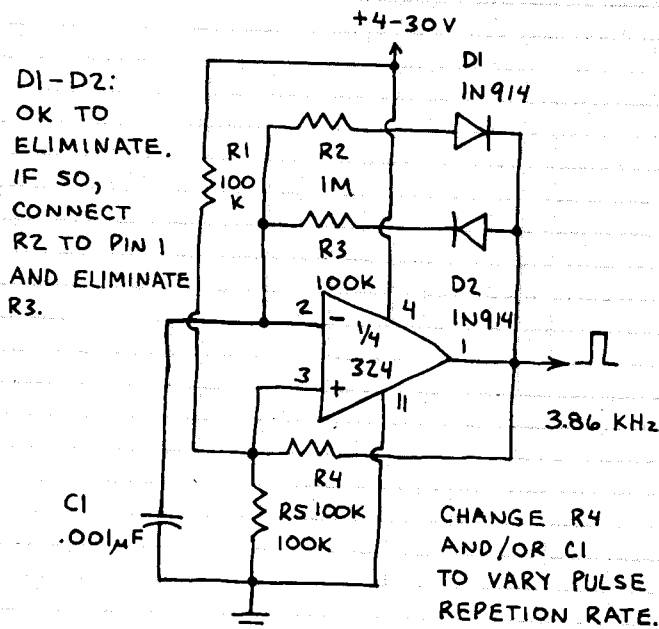 +4-30V
D1-D2:
OK TO
ELIMINATE.
IF SO,
CONNECT
R2 TO PIN 1
AND ELIMINATE
R3.
D1
1N914
R1
100
K
R2
1M
R3
100K
D2
1N914
2
-
1/4
324
3
+
4
1
11
3.86 KHz
R4
100K
R5
100K
C1
.001µF
CHANGE R4
AND/OR C1
TO VARY PULSE
REPETION RATE.